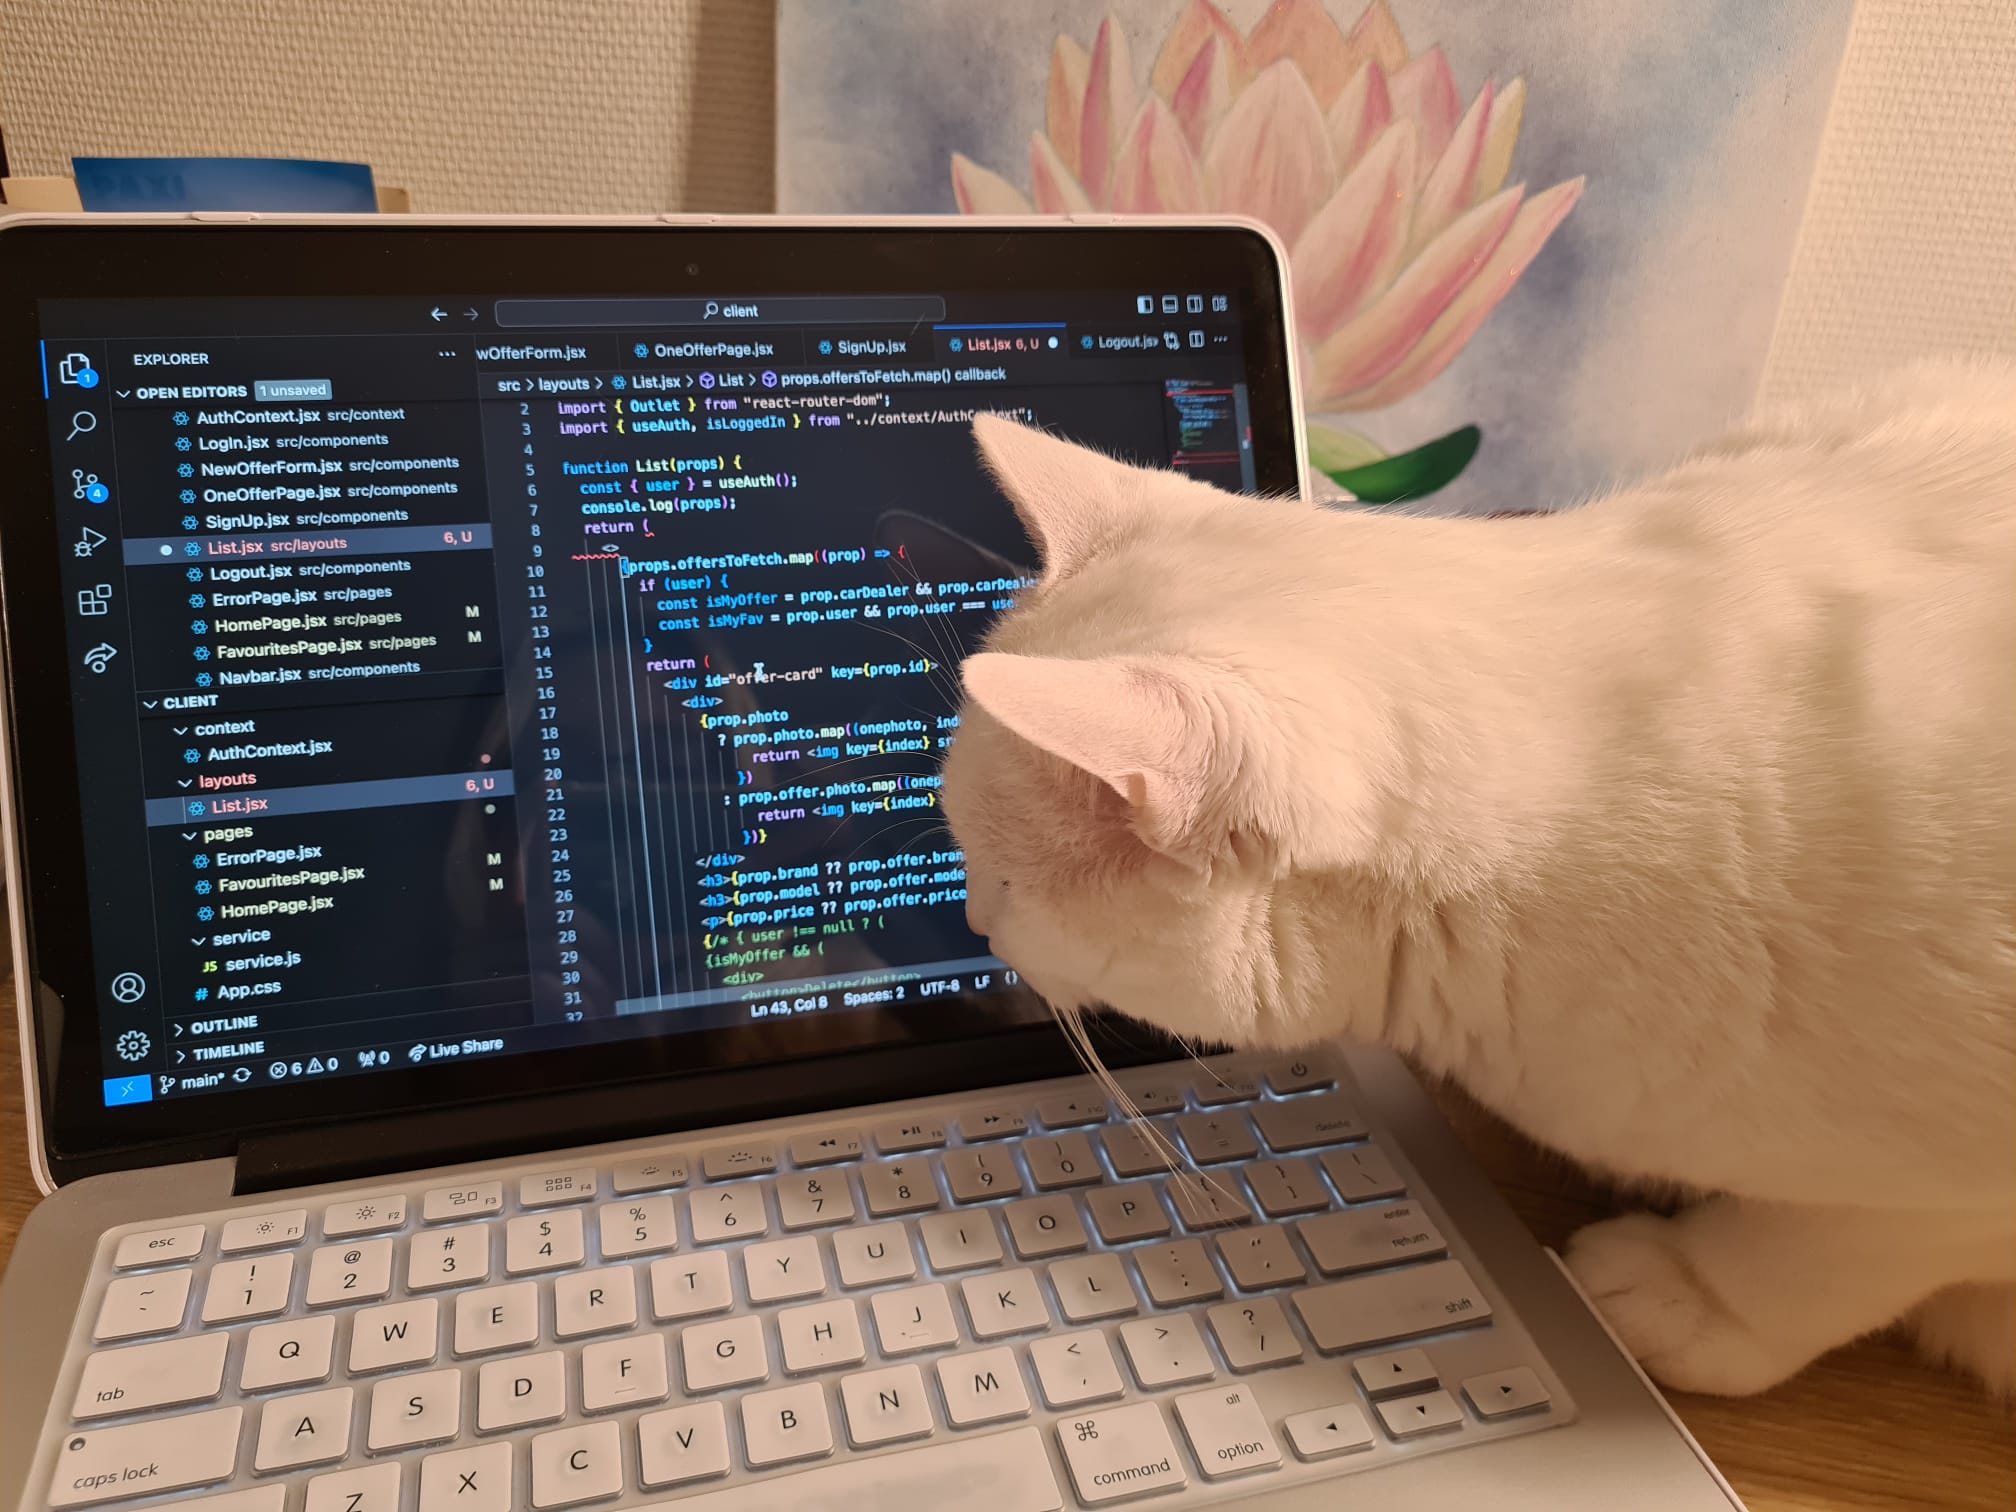 client
EXPLORER
OPEN EDITORS 1 unsaved
AuthContext.jsx src/context
LogIn.jsx src/components
NewOfferForm.jsx src/components
OneOfferPage.jsx src/components
SignUp.jsx src/components
List.jsx src/layouts 6, U
Logout.jsx src/components
ErrorPage.jsx src/pages
HomePage.jsx src/pages M
FavouritesPage.jsx src/pages M
Navbar.jsx src/components
CLIENT
context
AuthContext.jsx
layouts
List.jsx 6, U
pages
ErrorPage.jsx
FavouritesPage.jsx M
HomePage.jsx M
service
JS service.js
# App.css
OUTLINE
TIMELINE
1
4
wOfferForm.jsx OneOfferPage.jsx SignUp.jsx List.jsx 6, U Logout.jsx
src > layouts > List.jsx > List > props.offersToFetch.map() callback
2 import { Outlet } from "react-router-dom";
3 import { useAuth, isLoggedIn } from "../context/AuthContext";
4
5 function List(props) {
6 const { user } = useAuth();
7 console.log(props);
8 return (
9 <>
10 {props.offersToFetch.map((prop) => {
11 if (user) {
12 const isMyOffer = prop.carDealer && prop.carDeale
13 const isMyFav = prop.user && prop.user === use
14 }
15 return (
16 <div id="offer-card" key={prop.id}>
17 <div>
18 {prop.photo
19 ? prop.photo.map((onephoto, ind
20 return <img key={index} s
21 })
22 : prop.offer.photo.map((onep
23 return <img key={index}
24 })}
25 </div>
26 <h3>{prop.brand ?? prop.offer.bran
27 <h3>{prop.model ?? prop.offer.mode
28 <p>{prop.price ?? prop.offer.price
29 {/* { user !== null ? (
30 {isMyOffer && (
31 <div>
32 <button>Delete</button>
Ln 43, Col 8 Spaces: 2 UTF-8 LF {}
main* 6 0 0 Live Share
esc F1 F2 F3 F4 F5 F6 F7 F8 F9 F10
~ ` ! 1 @ 2 # 3 $ 4 % 5 ^ 6 & 7 * 8 ( 9 ) 0 + = delete
tab Q W E R T Y U I O P { [ } ] | \
caps lock A S D F G H J K L : ; " ' enter return
Z X C V B N M < , > . ? / shift
⌘ command alt option